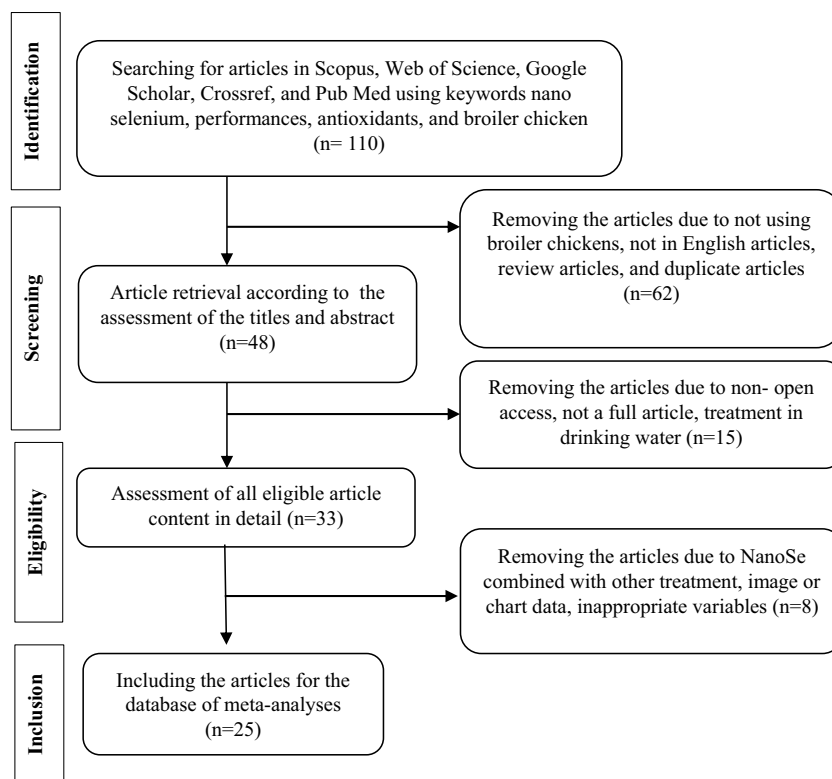 Identification
Searching for articles in Scopus, Web of Science, Google
Scholar, Crossref, and Pub Med using keywords nano
selenium, performances, antioxidants, and broiler chicken
(n= 110)
Removing the articles due to not using
broiler chickens, not in English articles,
review articles, and duplicate articles
(n=62)
Screening
Article retrieval according to the
assessment of the titles and abstract
(n=48)
Removing the articles due to non- open
access, not a full article, treatment in
drinking water (n=15)
Eligibility
Assessment of all eligible article
content in detail (n=33)
Removing the articles due to NanoSe
combined with other treatment, image or
chart data, inappropriate variables (n=8)
Inclusion
Including the articles for the
database of meta-analyses
(n=25)